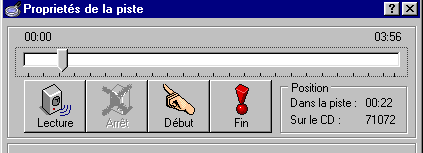 Proprietés de la piste
00:00 03:56
Position
Dans la piste : 00:22
Sur le CD : 71072
Lecture Arrêt Début Fin